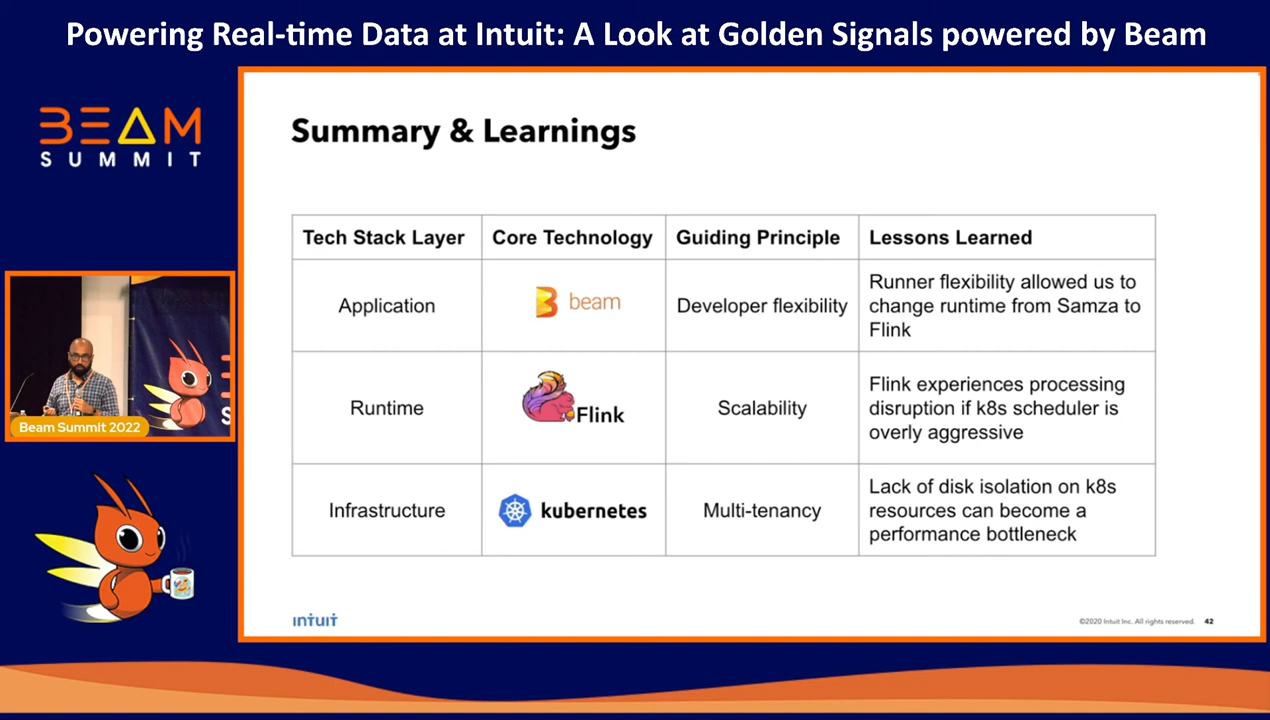 Powering Real-time Data at Intuit: A Look at Golden Signals powered by Beam
BEAM
SUMMIT
Summary & Learnings
Tech Stack Layer
Core Technology
Guiding Principle
Lessons Learned
Application
beam
Developer flexibility
Runner flexibility allowed us to
change runtime from Samza to
Flink
Runtime
Flink
Scalability
Flink experiences processing
disruption if k8s scheduler is
overly aggressive
Infrastructure
kubernetes
Multi-tenancy
Lack of disk isolation on k8s
resources can become a
performance bottleneck
Beam Summit 2022
intuit
©2020 Intuit Inc. All rights reserved.
42